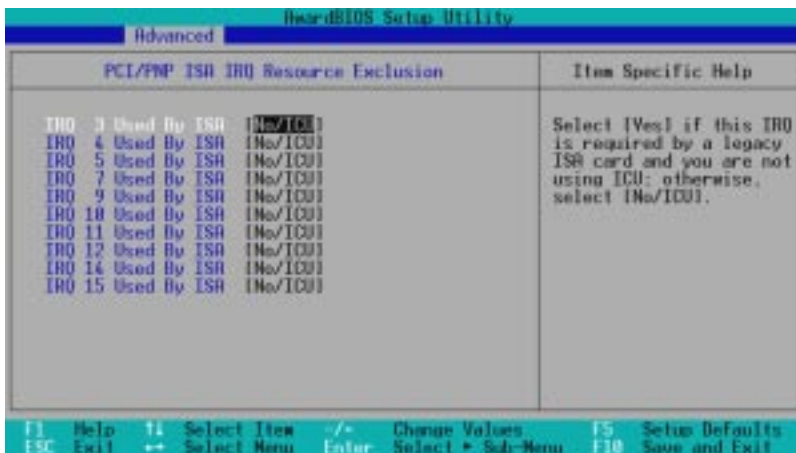 AwardBIOS Setup Utility
Advanced
PCI/PNP ISA IRQ Resource Exclusion
Item Specific Help
IRQ 3 Used By ISA [No/ICU]
IRQ 4 Used By ISA [No/ICU]
IRQ 5 Used By ISA [No/ICU]
IRQ 7 Used By ISA [No/ICU]
IRQ 9 Used By ISA [No/ICU]
IRQ 10 Used By ISA [No/ICU]
IRQ 11 Used By ISA [No/ICU]
IRQ 12 Used By ISA [No/ICU]
IRQ 14 Used By ISA [No/ICU]
IRQ 15 Used By ISA [No/ICU]
Select [Yes] if this IRQ
is required by a legacy
ISA card and you are not
using ICU; otherwise,
select [No/ICU].
F1 Help ↑↓ Select Item -/+ Change Values F5 Setup Defaults
ESC Exit ↔ Select Menu Enter Select ► Sub-Menu F10 Save and Exit